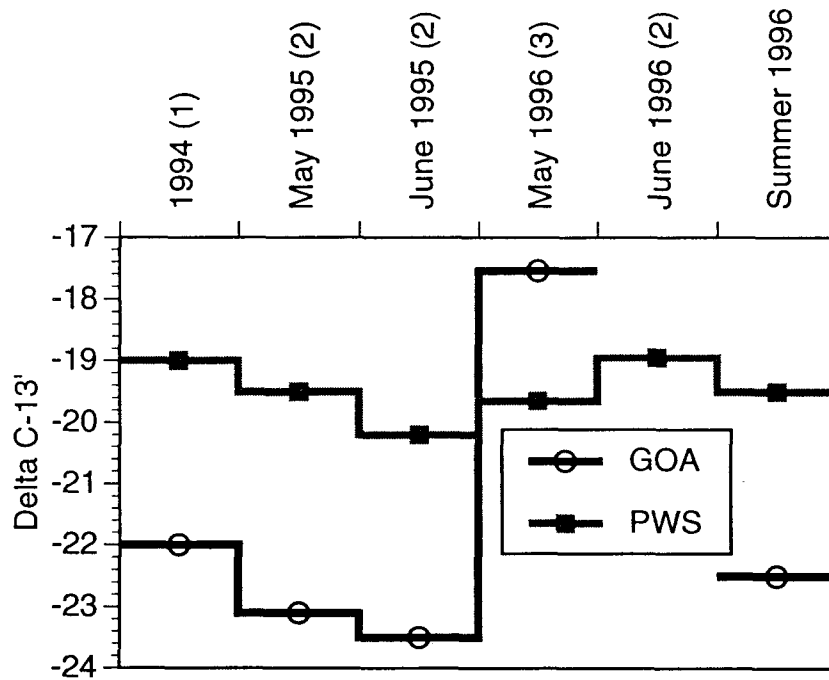 1994 (1)
May 1995 (2)
June 1995 (2)
May 1996 (3)
June 1996 (2)
Summer 1996
Delta C-13'
-17
-18
-19
-20
-21
-22
-23
-24
GOA
PWS